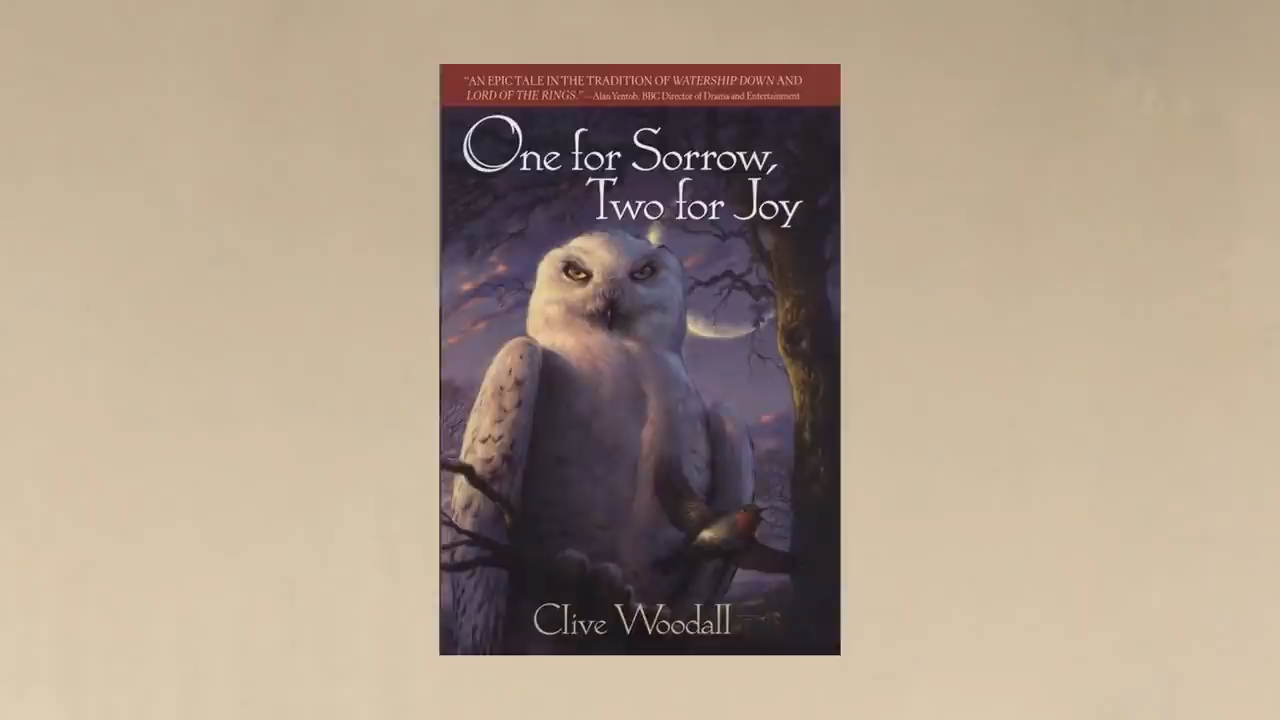 "AN EPIC TALE IN THE TRADITION OF WATERSHIP DOWN AND
LORD OF THE RINGS."—Alan Yentob, BBC Director of Drama and Entertainment
One for Sorrow,
Two for Joy
Clive Woodall